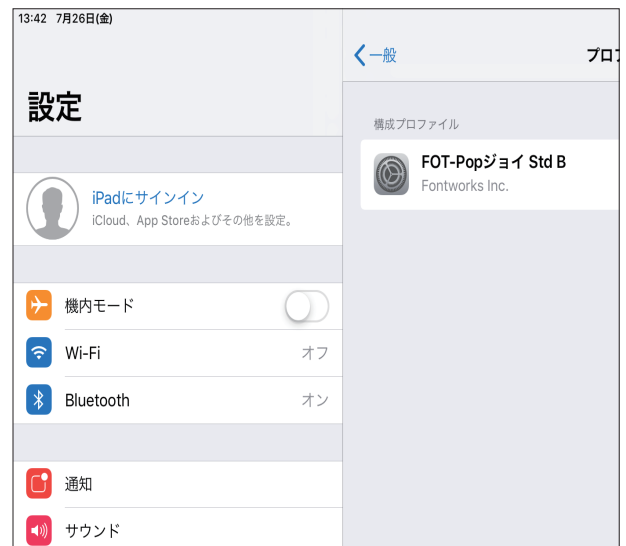 13:42 7月26日(金)
設定
iPadにサインイン
iCloud、App Storeおよびその他を設定。
機内モード
Wi-Fi オフ
Bluetooth オン
通知
サウンド
一般
プロ
構成プロファイル
FOT-Popジョイ Std B
Fontworks Inc.